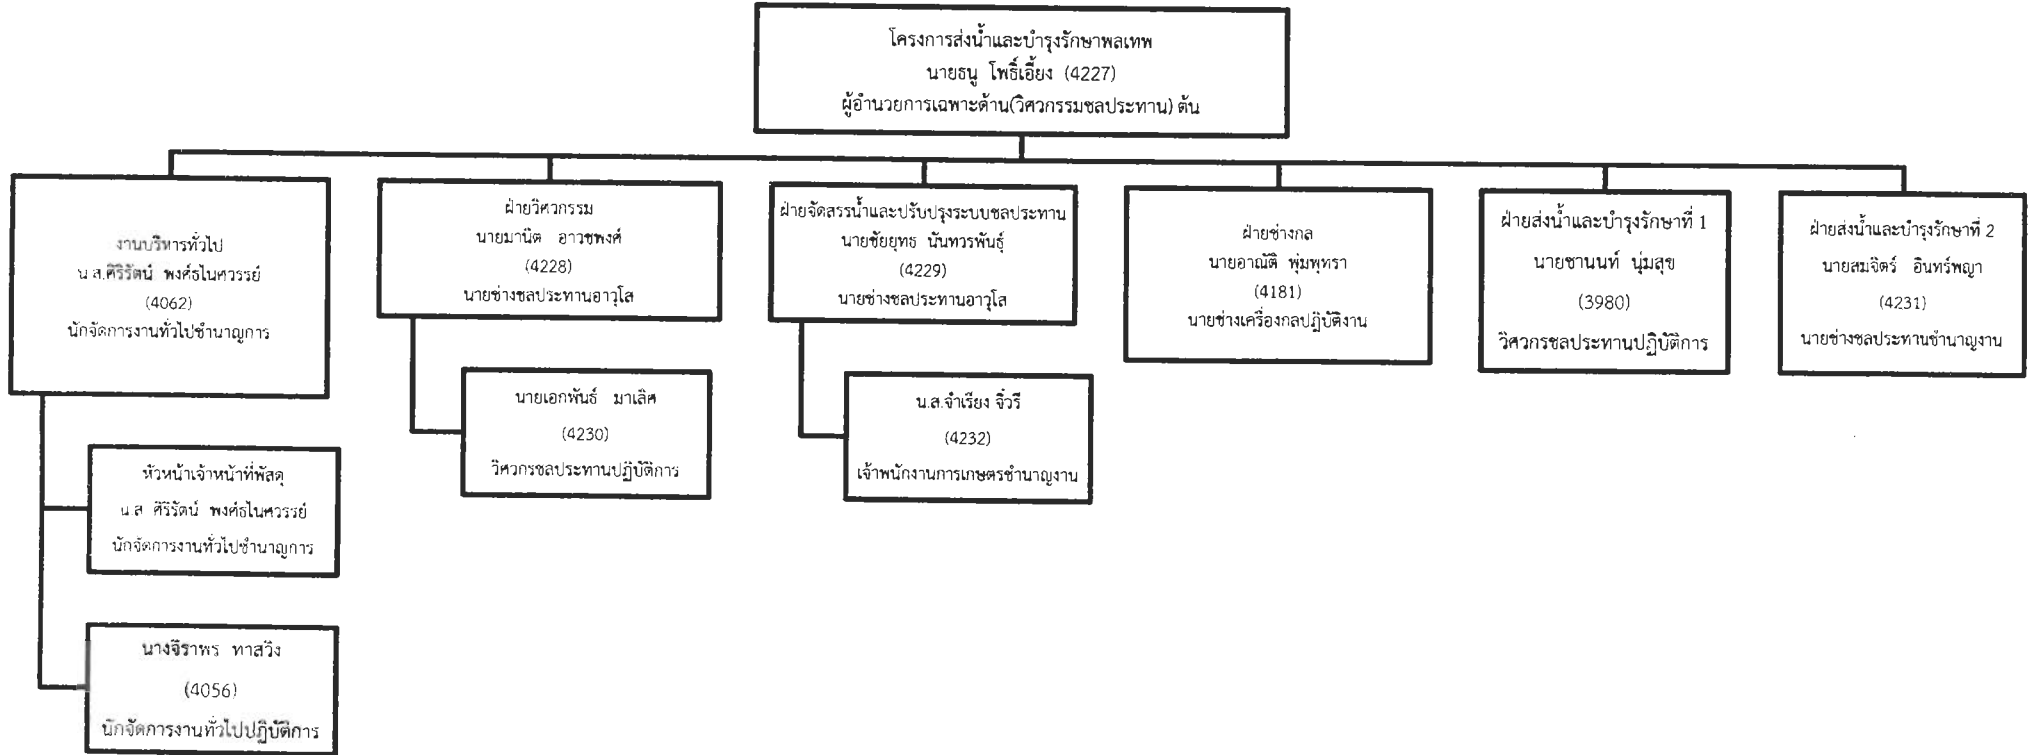 โครงการส่งน้ำและบำรุงรักษาพลเทพ
นายธนู โพธิ์เอี้ยง (4227)
ผู้อำนวยการเฉพาะด้าน(วิศวกรรมชลประทาน) ต้น
งานบริหารทั่วไป
น.ส.ศิริรัตน์ พงศ์ธไนศวรรย์
(4062)
นักจัดการงานทั่วไปชำนาญการ
ฝ่ายวิศวกรรม
นายมานิต อาวชพงศ์
(4228)
นายช่างชลประทานอาวุโส
ฝ่ายจัดสรรน้ำและปรับปรุงระบบชลประทาน
นายชัยยุทธ นันทวรพันธุ์
(4229)
นายช่างชลประทานอาวุโส
ฝ่ายช่างกล
นายอาณัติ พุ่มพุทรา
(4181)
นายช่างเครื่องกลปฏิบัติงาน
ฝ่ายส่งน้ำและบำรุงรักษาที่ 1
นายชานนท์ นุ่มสุข
(3980)
วิศวกรชลประทานปฏิบัติการ
ฝ่ายส่งน้ำและบำรุงรักษาที่ 2
นายสมจิตร์ อินทร์พญา
(4231)
นายช่างชลประทานชำนาญงาน
หัวหน้าเจ้าหน้าที่พัสดุ
น.ส ศิริรัตน์ พงศ์ธไนศวรรย์
นักจัดการงานทั่วไปชำนาญการ
นางจิราพร ทาสวิง
(4056)
นักจัดการงานทั่วไปปฏิบัติการ
นายเอกพันธ์ มาเลิศ
(4230)
วิศวกรชลประทานปฏิบัติการ
น.ส.จำเรียง จิ๋วรี
(4232)
เจ้าพนักงานการเกษตรชำนาญงาน